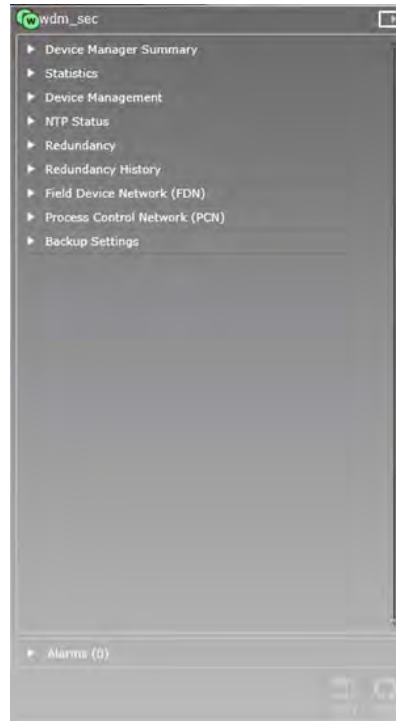 w wdm_sec
Device Manager Summary
Statistics
Device Management
NTP Status
Redundancy
Redundancy History
Field Device Network (FDN)
Process Control Network (PCN)
Backup Settings
Alarms (0)